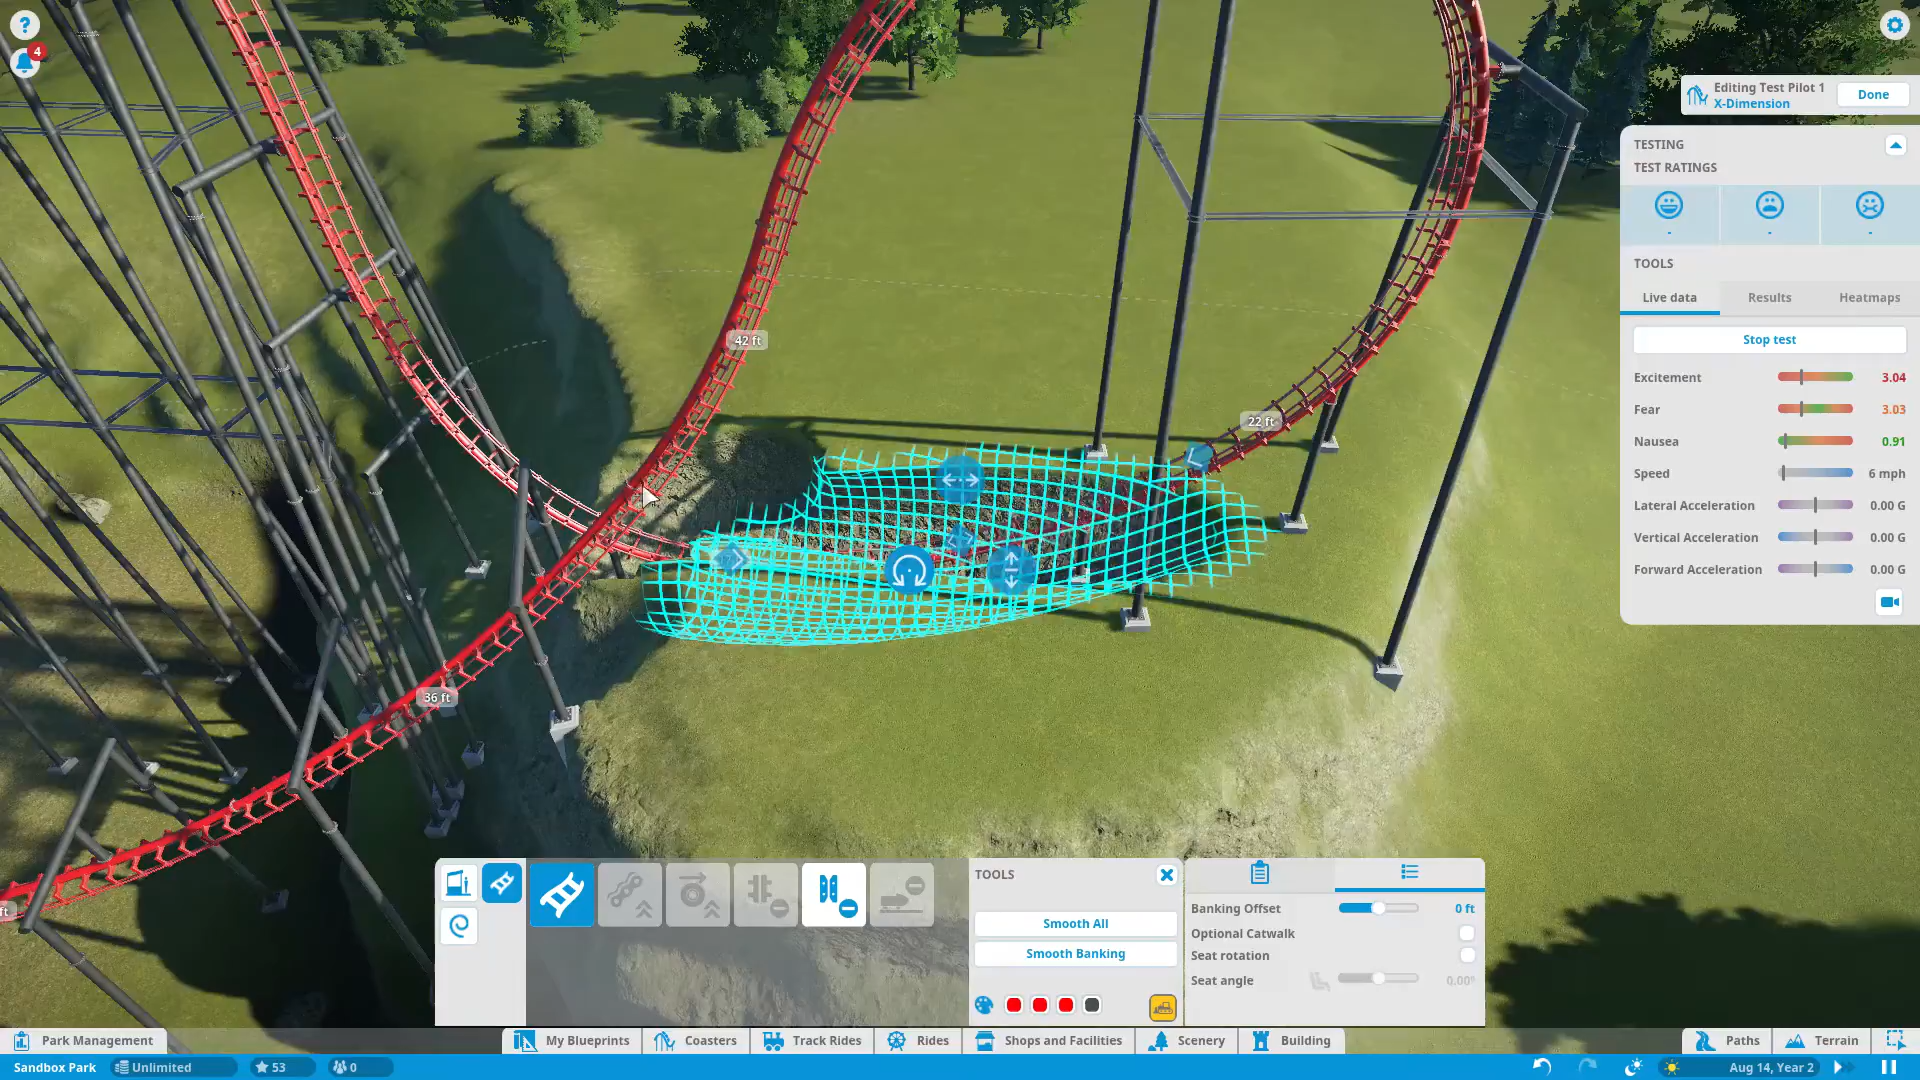 ?
4
Editing Test Pilot 1
X-Dimension
Done
TESTING
TEST RATINGS
- - -
TOOLS
Live data Results Heatmaps
Stop test
Excitement 3.04
Fear 3.03
Nausea 0.91
Speed 6 mph
Lateral Acceleration 0.00 G
Vertical Acceleration 0.00 G
Forward Acceleration 0.00 G
42 ft
22 ft
36 ft
ft
TOOLS
Smooth All
Smooth Banking
Banking Offset 0 ft
Optional Catwalk
Seat rotation
Seat angle 0.00°
Park Management My Blueprints Coasters Track Rides Rides Shops and Facilities Scenery Building Paths Terrain
Sandbox Park Unlimited 53 0 Aug 14, Year 2